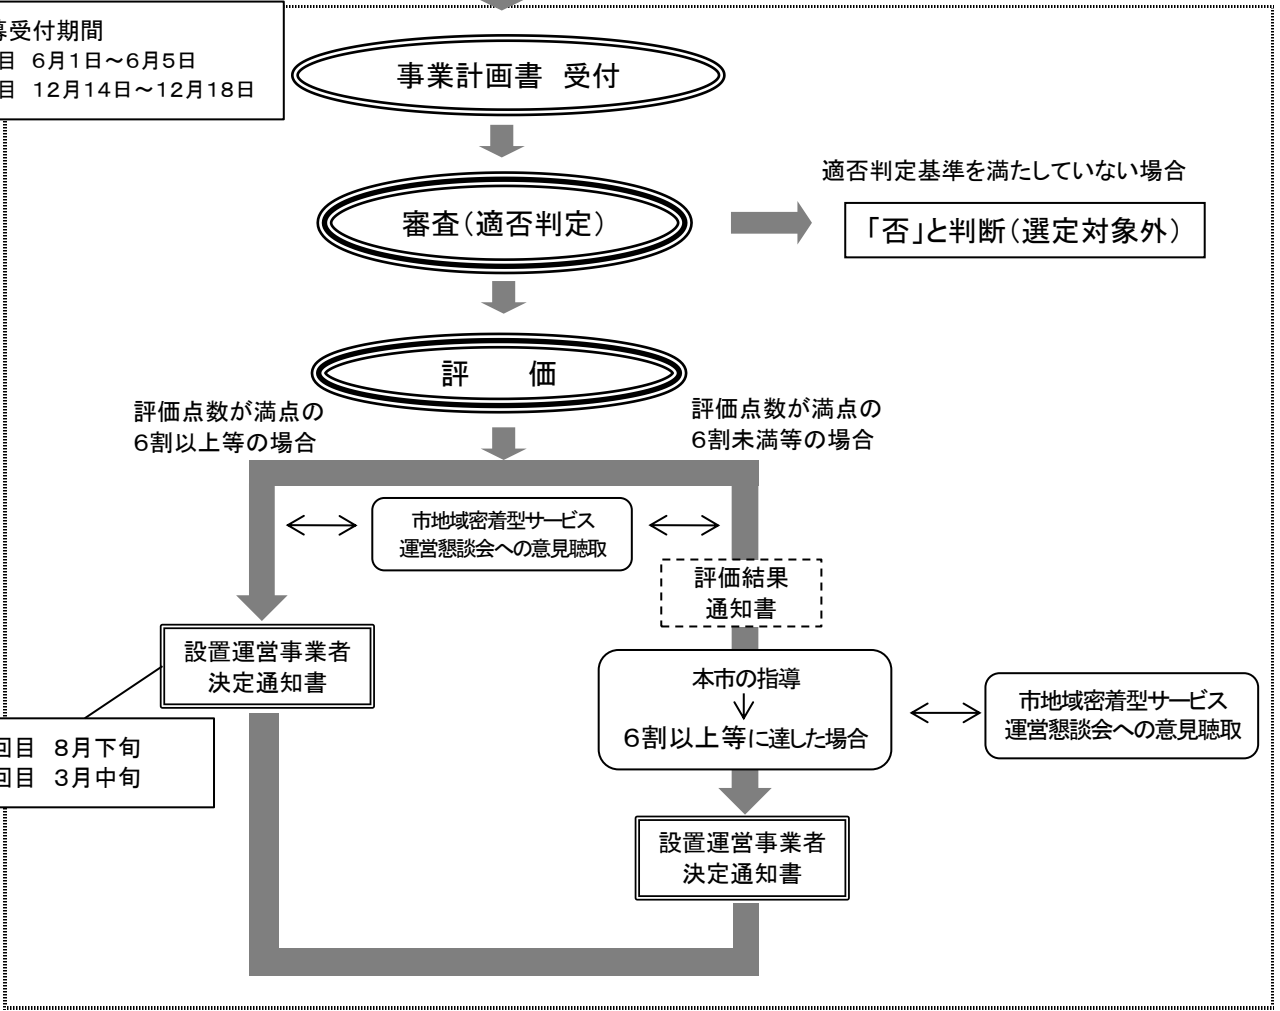 募受付期間
目 6月1日～6月5日
目 12月14日～12月18日
事業計画書 受付
適否判定基準を満たしていない場合
審査(適否判定)
「否」と判断(選定対象外)
評 価
評価点数が満点の
6割以上等の場合
評価点数が満点の
6割未満等の場合
市地域密着型サービス
運営懇談会への意見聴取
評価結果
通知書
設置運営事業者
決定通知書
本市の指導
6割以上等に達した場合
市地域密着型サービス
運営懇談会への意見聴取
回目 8月下旬
回目 3月中旬
設置運営事業者
決定通知書